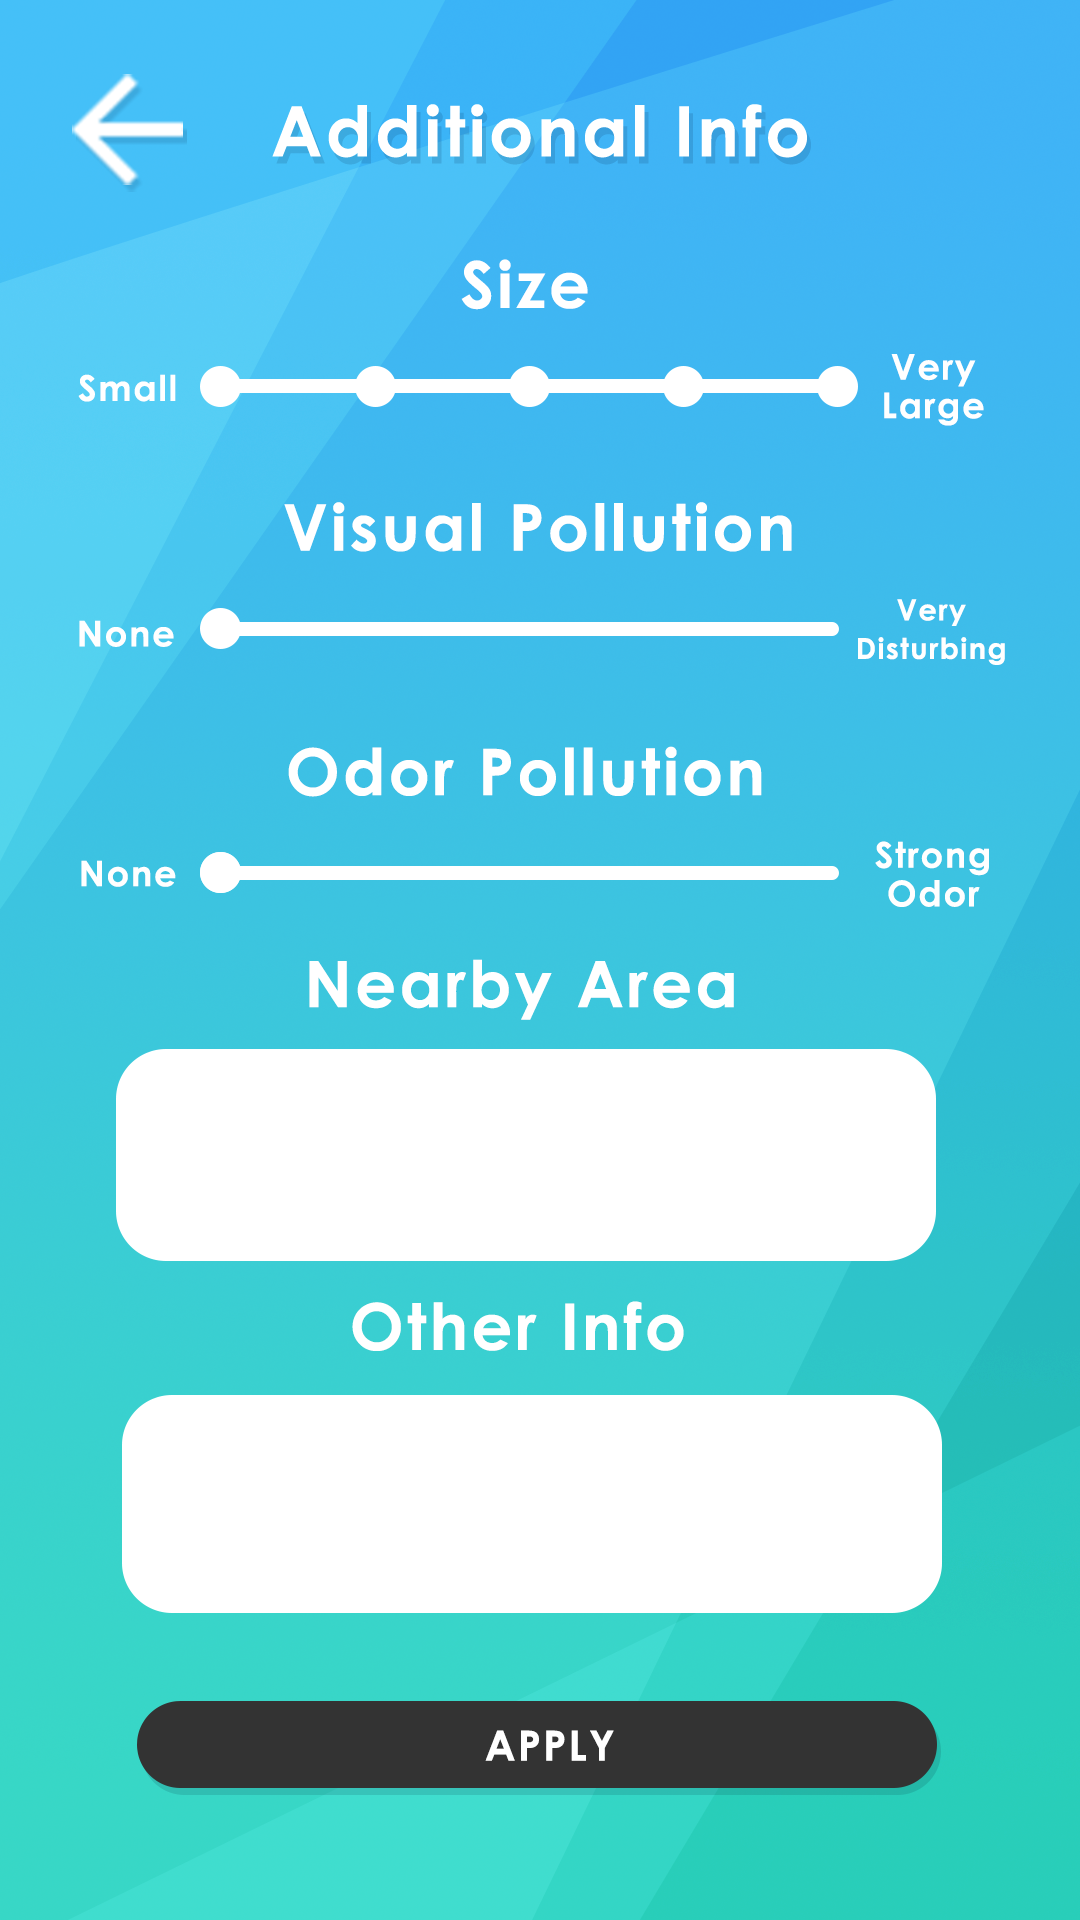 Additional Info
Size
Small
Very
Large
Visual Pollution
None
Very
Disturbing
Odor Pollution
None
Strong
Odor
Nearby Area
Other Info
APPLY